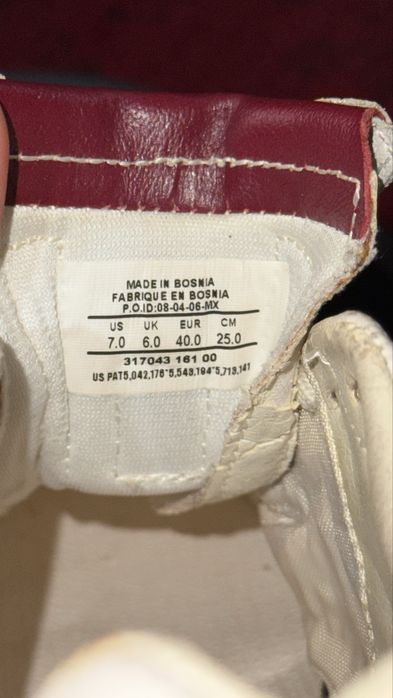 MADE IN BOSNIA
FABRIQUE EN BOSNIA
P.O.ID:08-04-06-MX
US UK EUR CM
7.0 6.0 40.0 25.0
317043 161 00
US PAT5,042,176*5,543,194*5,713,141